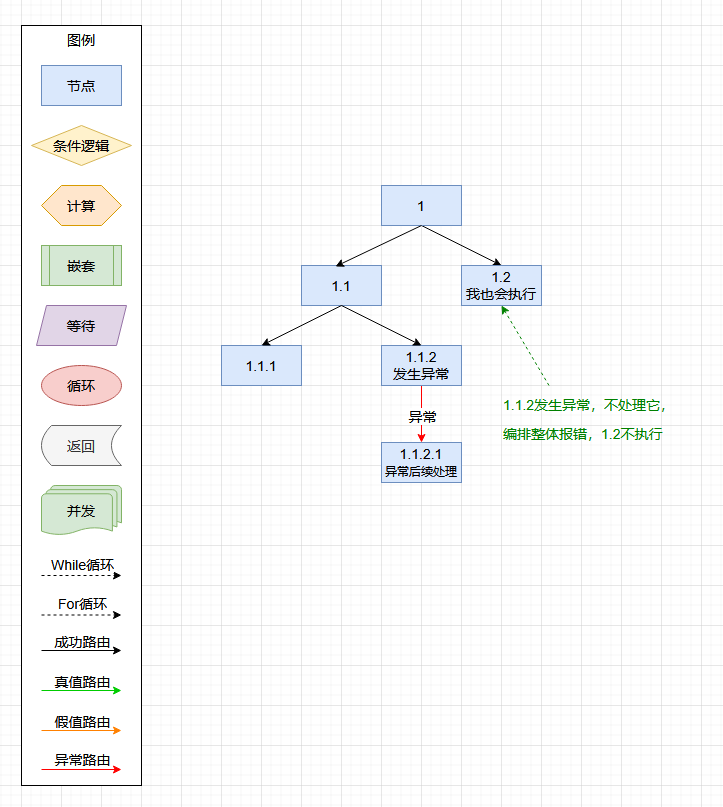 图例
节点
条件逻辑
计算
嵌套
等待
循环
返回
并发
While循环
For循环
成功路由
真值路由
假值路由
异常路由
1
1.1
1.2
我也会执行
1.1.1
1.1.2
发生异常
异常
1.1.2.1
异常后续处理
1.1.2发生异常，不处理它，
编排整体报错，1.2不执行